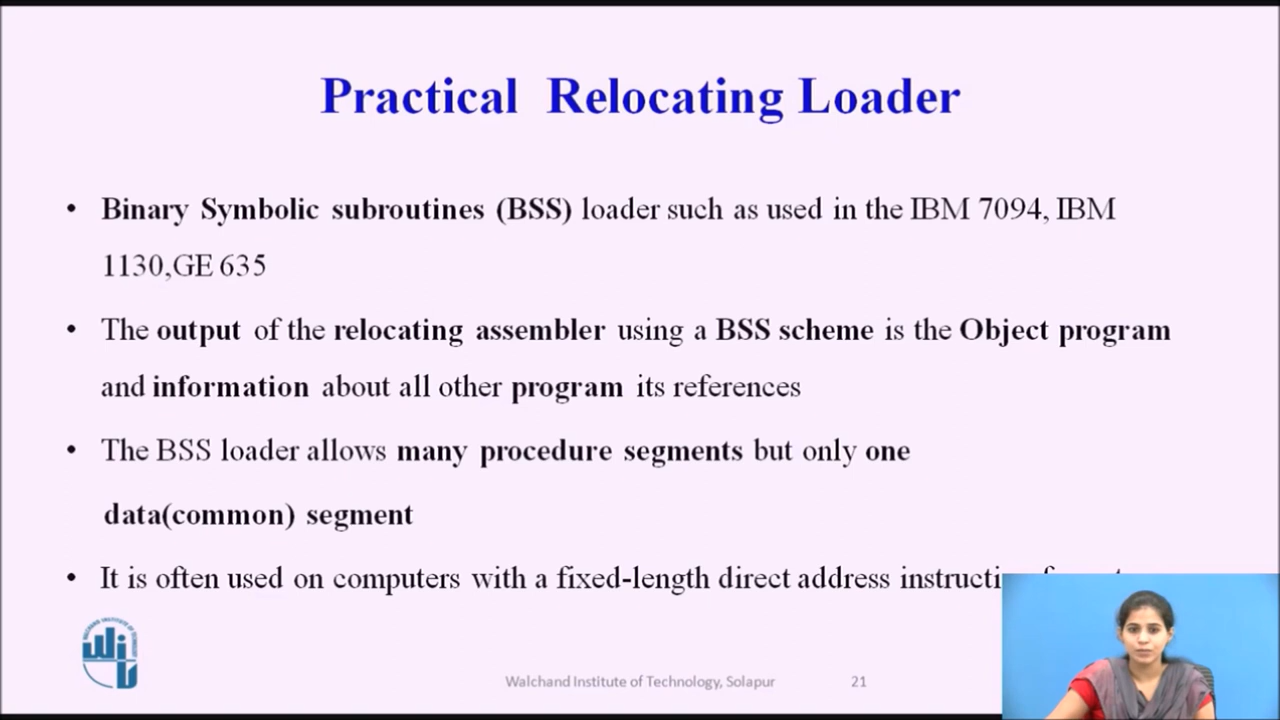 Practical Relocating Loader
• Binary Symbolic subroutines (BSS) loader such as used in the IBM 7094, IBM
1130,GE 635
• The output of the relocating assembler using a BSS scheme is the Object program
and information about all other program its references
• The BSS loader allows many procedure segments but only one
data(common) segment
• It is often used on computers with a fixed-length direct address
Walchand Institute of Technology, Solapur 21